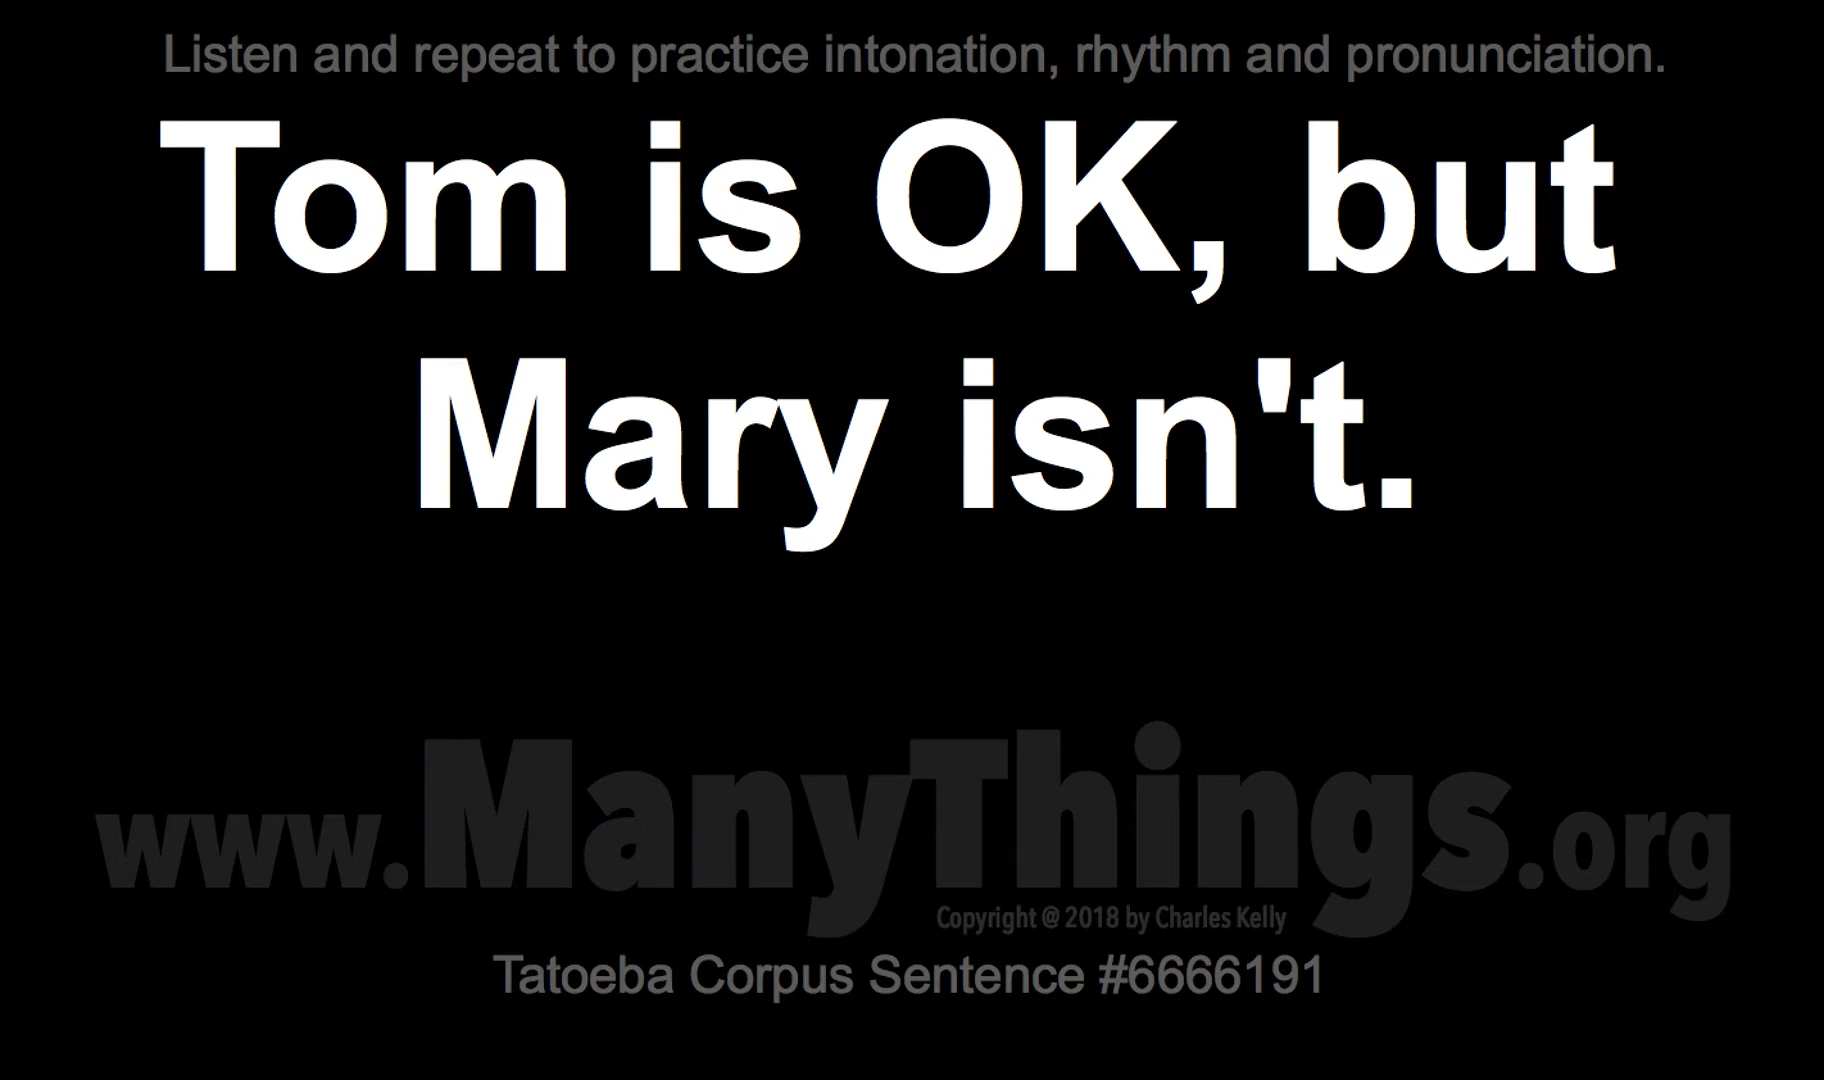 Listen and repeat to practice intonation, rhythm and pronunciation.
Tom is OK, but
Mary isn't.
www.ManyThings.org
Copyright @ 2018 by Charles Kelly
Tatoeba Corpus Sentence #6666191